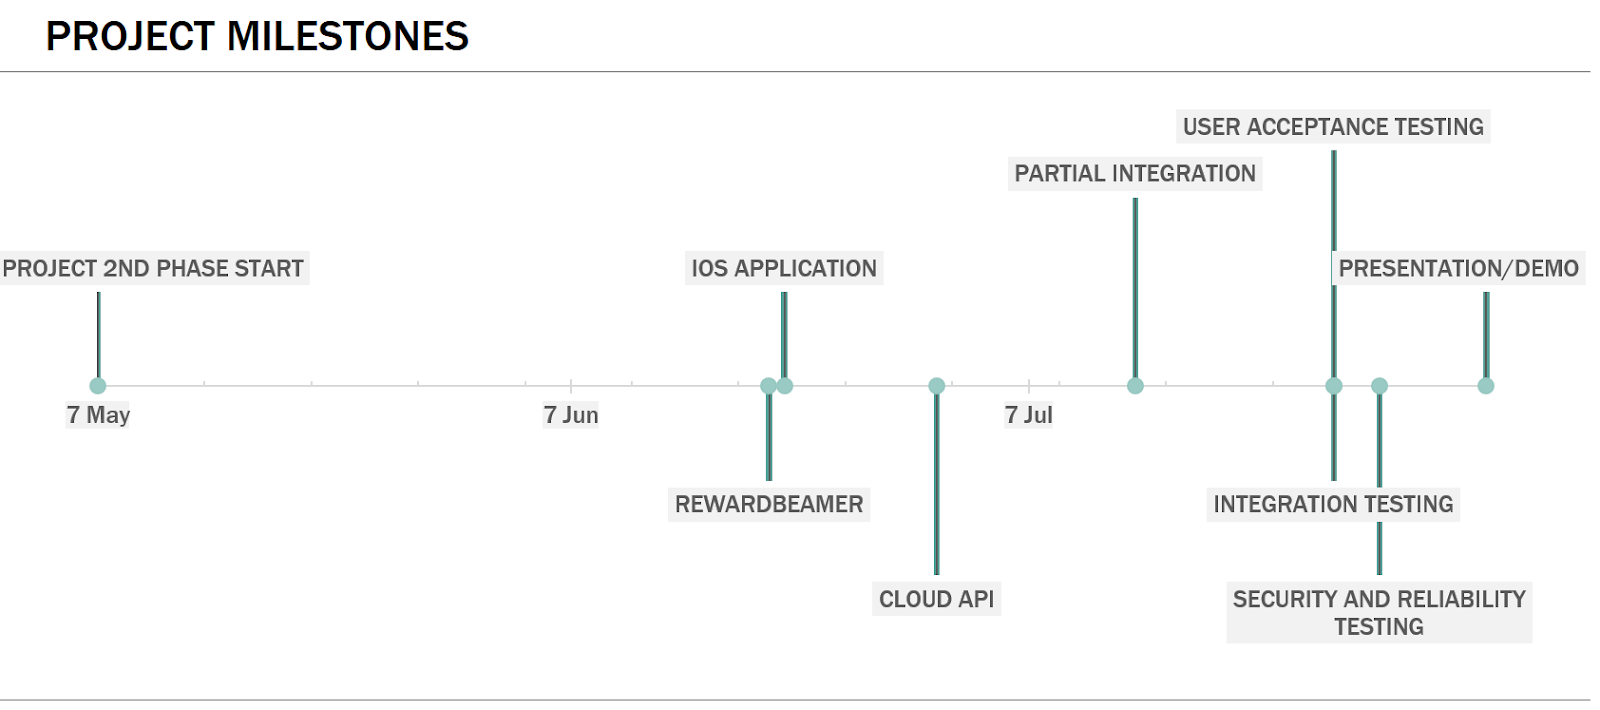 PROJECT MILESTONES
USER ACCEPTANCE TESTING
PARTIAL INTEGRATION
PROJECT 2ND PHASE START
IOS APPLICATION
PRESENTATION/DEMO
7 May
7 Jun
7 Jul
REWARDBEAMER
INTEGRATION TESTING
CLOUD API
SECURITY AND RELIABILITY
TESTING